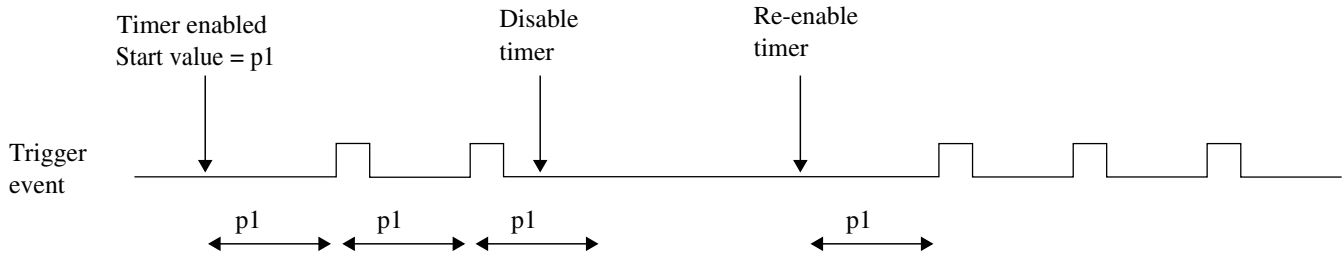 Timer enabled
Start value = p1
Disable
timer
Re-enable
timer
Trigger
event
p1
p1
p1
p1